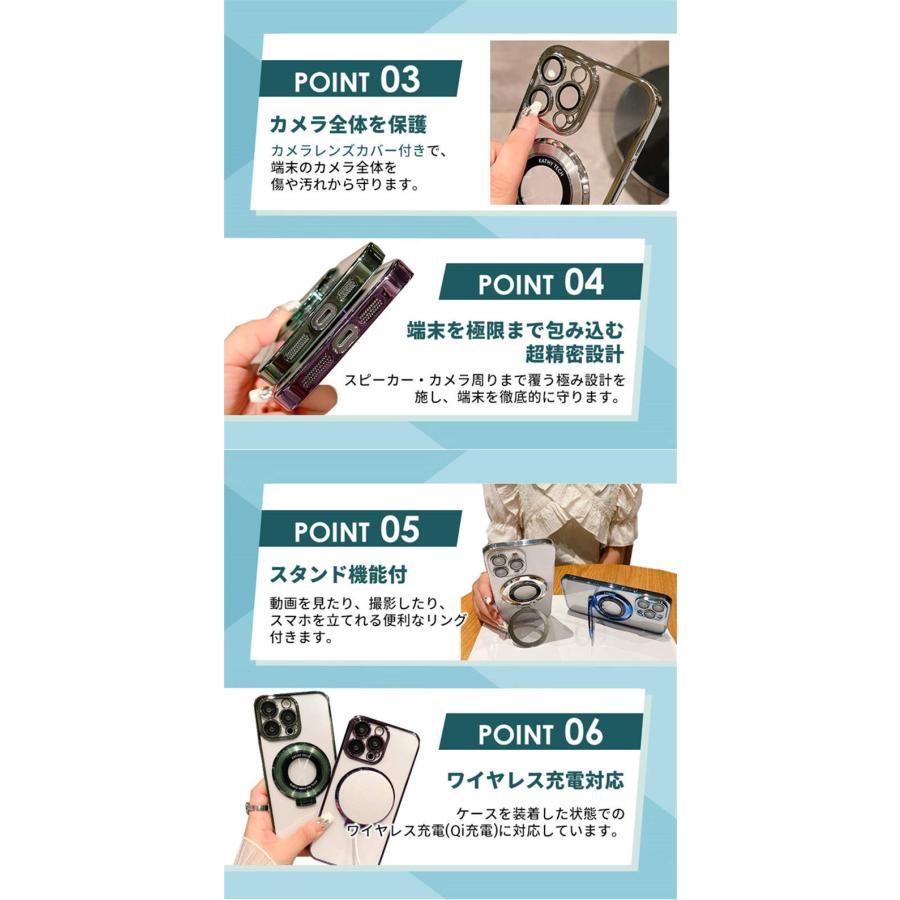 POINT 03
カメラ全体を保護
カメラレンズカバー付きで、
端末のカメラ全体を
傷や汚れから守ります。
KATHY TECH
POINT 04
端末を極限まで包み込む
超精密設計
スピーカー・カメラ周りまで覆う極み設計を
施し、端末を徹底的に守ります。
POINT 05
スタンド機能付
動画を見たり、撮影したり、
スマホを立てれる便利なリング
付きます。
POINT 06
ワイヤレス充電対応
ケースを装着した状態での
ワイヤレス充電(Qi充電)に対応しています。